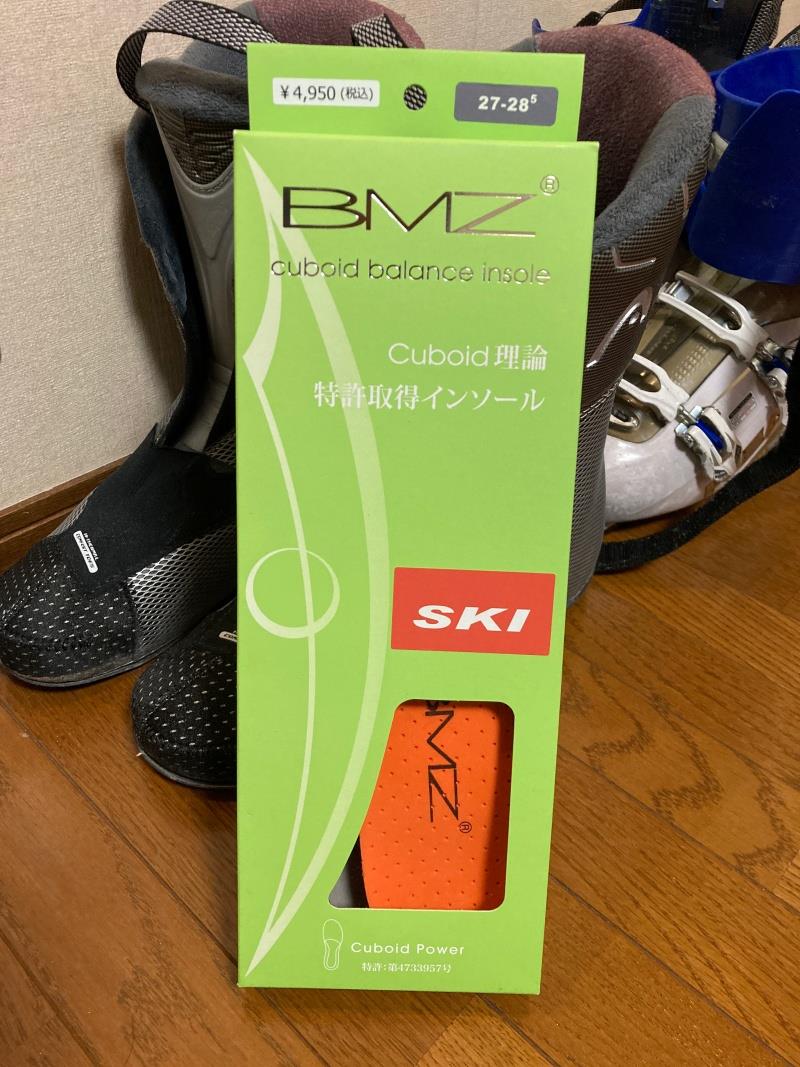 ¥4,950(税込)
27-28⁵
BMZ®
cuboid balance insole
Cuboid理論
特許取得インソール
SKI
BMZ®
Cuboid Power
特許:第4733957号